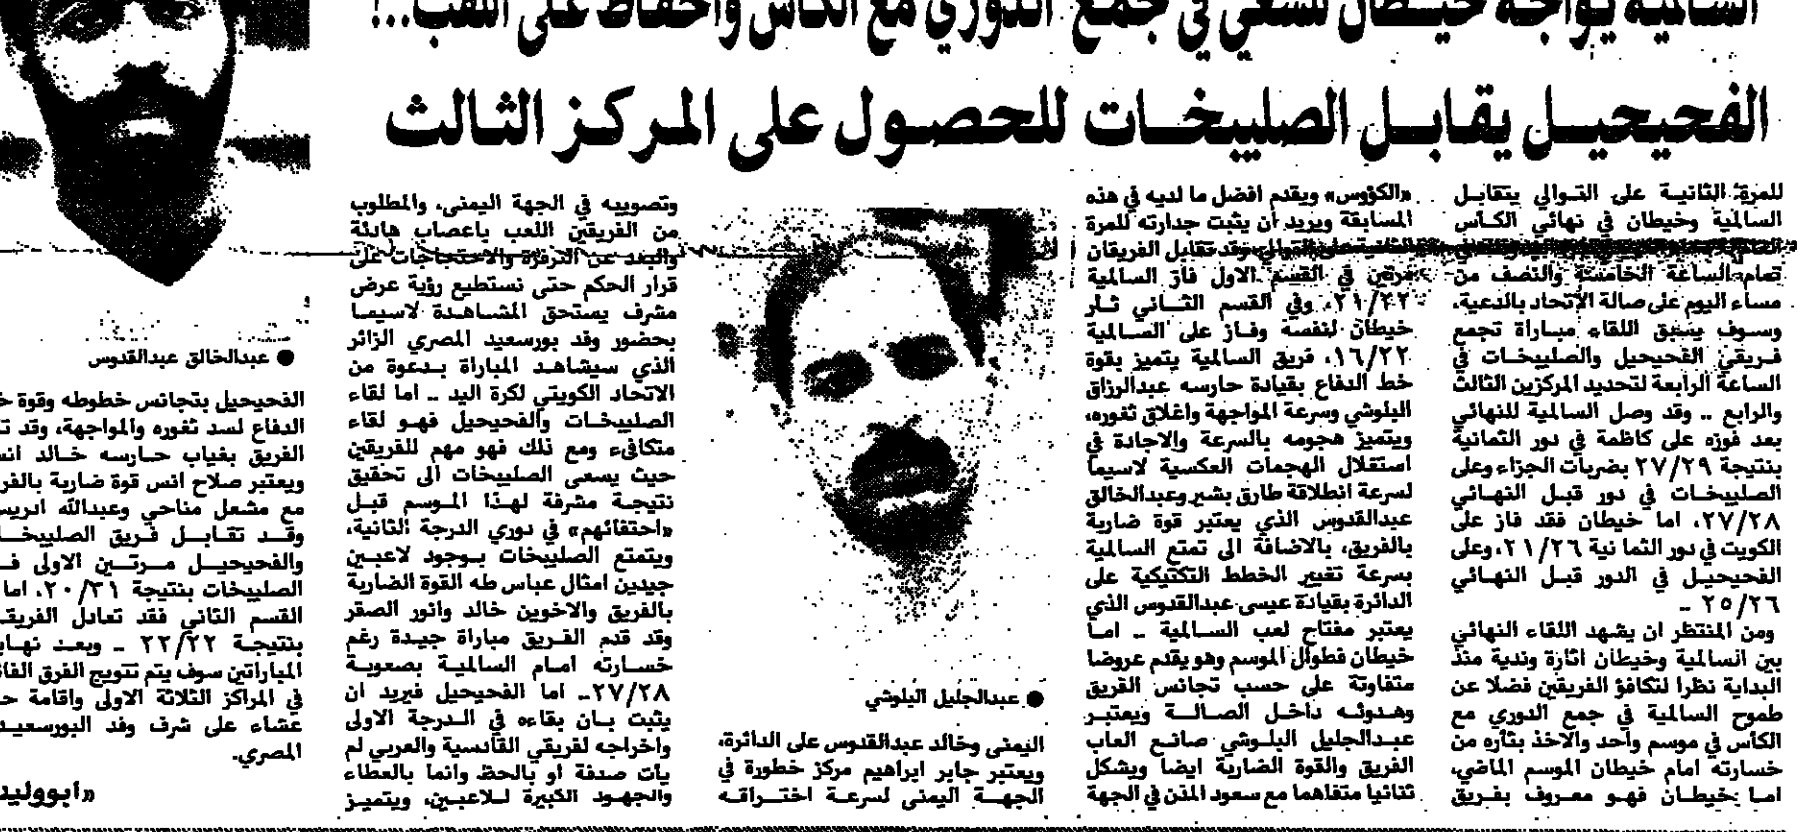 السالمية يواجه خيطان للسعي في جمع الدوري مع الكأس واحفاظ على اللقب..!
الفحيحيل يقابل الصليبخات للحصول على المركز الثالث
للمرة الثانية على التوالي يتقابل
السالمية وخيطان في نهائي الكأس
تمام الساعة الخامسة والنصف من
مساء اليوم على صالة الاتحاد بالدعية،
وسوف يسبق اللقاء مباراة تجمع
فريقي الفحيحيل والصليبخات في
الساعة الرابعة لتحديد المركزين الثالث
والرابع .. وقد وصل السالمية للنهائي
بعد فوزه على كاظمة في دور الثمانية
بنتيجة ٢٧/٢٩ بضربات الجزاء وعلى
الصليبخات في دور قبل النهائي
٢٧/٢٨، اما خيطان فقد فاز على
الكويت في دور الثما نية ٢١/٢٦، وعلى
الفحيحيل في الدور قبل النهائي
٢٥/٢٦ ..
ومن المنتظر ان يشهد اللقاء النهائي
بين السالمية وخيطان اثارة وندية منذ
البداية نظرا لتكافؤ الفريقين فضلا عن
طموح السالمية في جمع الدوري مع
الكأس في موسم واحد والاخذ بثأره من
خسارته امام خيطان الموسم الماضي،
اما خيطان فهو معروف بفريق
«الكؤوس» ويقدم افضل ما لديه في هذه
المسابقة ويريد ان يثبت جدارته للمرة
الثانية على التوالي وقد تقابل الفريقان
مرتين في القسم الاول فاز السالمية
٢١/٢٢، وفي القسم الثاني ثار
خيطان لنفسه وفاز على السالمية
١٦/٢٢، فريق السالمية يتميز بقوة
خط الدفاع بقيادة حارسه عبدالرزاق
البلوشي وسرعة المواجهة واغلاق ثغوره،
ويتميز هجومه بالسرعة والاجادة في
استقلال الهجمات العكسية لاسيما
لسرعة انطلاقة طارق بشير وعبدالخالق
عبدالقدوس الذي يعتبر قوة ضاربة
بالفريق، بالاضافة الى تمتع السالمية
بسرعة تغيير الخطط التكتيكية على
الدائرة بقيادة عيسى عبدالقدوس الذي
يعتبر مفتاح لعب السالمية .. اما
خيطان فطوال الموسم وهو يقدم عروضا
متفاوتة على حسب تجانس الفريق
وهدوئه داخل الصالة ويعتبر
عبدالجليل البلوشي صانع العاب
الفريق والقوة الضاربة ايضا ويشكل
ثنائيا متفاهما مع سعود المذن في الجهة
● عبدالجليل البلوشي
اليمنى وخالد عبدالقدوس على الدائرة،
ويعتبر جابر ابراهيم مركز خطورة في
الجهة اليمنى لسرعة اختراقه
وتصويبه في الجهة اليمنى، والمطلوب
من الفريقين اللعب باعصاب هادئة
والبعد عن النرفزة والاحتجاجات على
قرار الحكم حتى نستطيع رؤية عرض
مشرف يستحق المشاهدة لاسيما
بحضور وفد بورسعيد المصري الزائر
الذي سيشاهد المباراة بدعوة من
الاتحاد الكويتي لكرة اليد .. اما لقاء
الصليبخات والفحيحيل فهو لقاء
متكافىء ومع ذلك فهو مهم للفريقين
حيث يسعى الصليبخات الى تحقيق
نتيجة مشرفة لهذا الموسم قبل
«احتفائهم» في دوري الدرجة الثانية،
ويتمتع الصليبخات بوجود لاعبين
جيدين امثال عباس طه القوة الضاربة
بالفريق والاخوين خالد وانور الصقر
وقد قدم الفريق مباراة جيدة رغم
خسارته امام السالمية بصعوبة
٢٧/٢٨.. اما الفحيحيل فيريد ان
يثبت بان بقاءه في الدرجة الاولى
واخراجه لفريقي القادسية والعربي لم
يات صدفة او بالحظ وانما بالعطاء
والجهود الكبيرة للاعبين، ويتميز
● عبدالخالق عبدالقدوس
الفحيحيل بتجانس خطوطه وقوة
الدفاع لسد ثغوره والمواجهة، وقد
الفريق بغياب حارسه خالد
ويعتبر صلاح انس قوة ضاربة
مع مشعل مناحي وعبدالله
وقد تقابل فريق
والفحيحيل مرتين الاولى
الصليبخات بنتيجة ٢٠/٢١، اما
القسم الثاني فقد تعادل
بنتيجة ٢٢/٢٢ .. وبعد
المباراتين سوف يتم تتويج الفرق
في المراكز الثلاثة الاولى واقامة
عشاء على شرف وفد
المصري.
«ابووليد